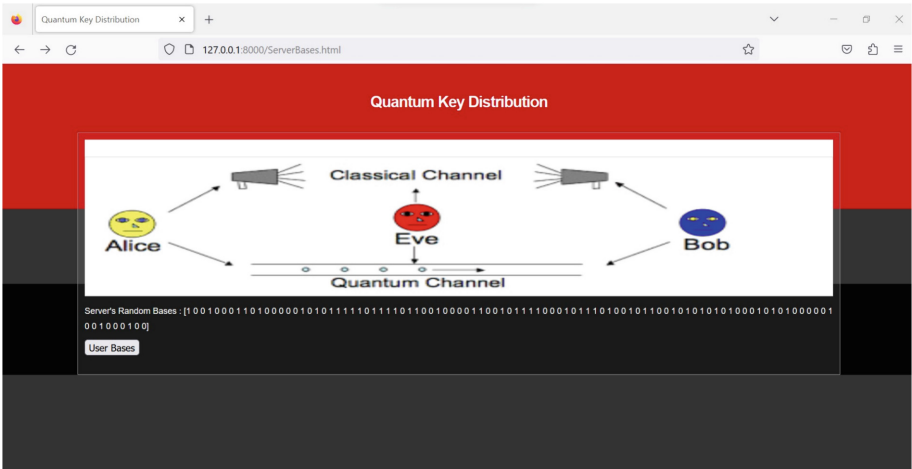 Quantum Key Distribution
127.0.0.1:8000/ServerBases.html
Quantum Key Distribution
Classical Channel
Alice
Eve
Bob
Quantum Channel
Server's Random Bases : [1 0 0 1 0 0 0 1 1 0 1 0 0 0 0 0 1 0 1 0 1 1 1 1 1 0 1 1 1 1 0 1 1 0 0 1 0 0 0 0 1 1 0 0 1 0 1 0 1 1 1 1 0 0 0 1 0 1 1 1 0 1 0 0 1 0 1 1 0 0 1 0 1 0 1 0 1 0 1 0 0 0 1 0 1 0 1 0 0 0 0 0 1
0 0 1 0 0 0 1 0 0]
User Bases